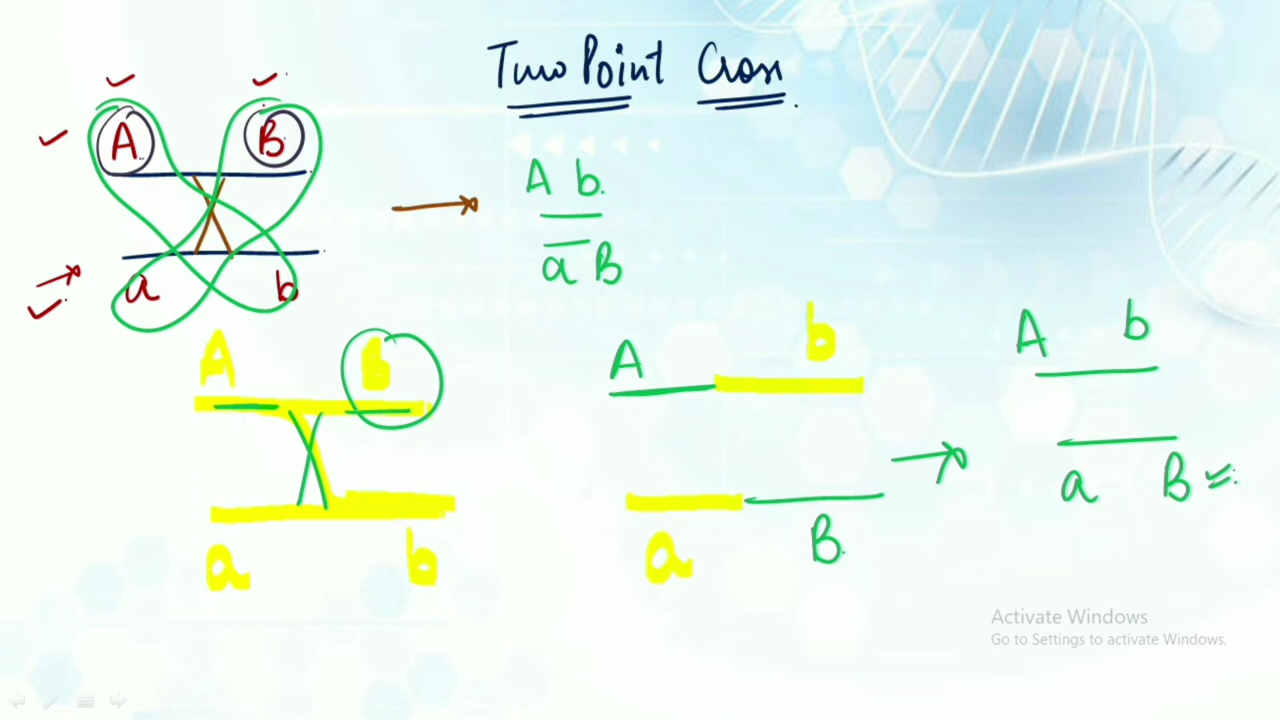 Two Point Cross
A B
A b
a B
a b
A B
A b
A b
a b
a B
a B
Activate Windows
Go to Settings to activate Windows.